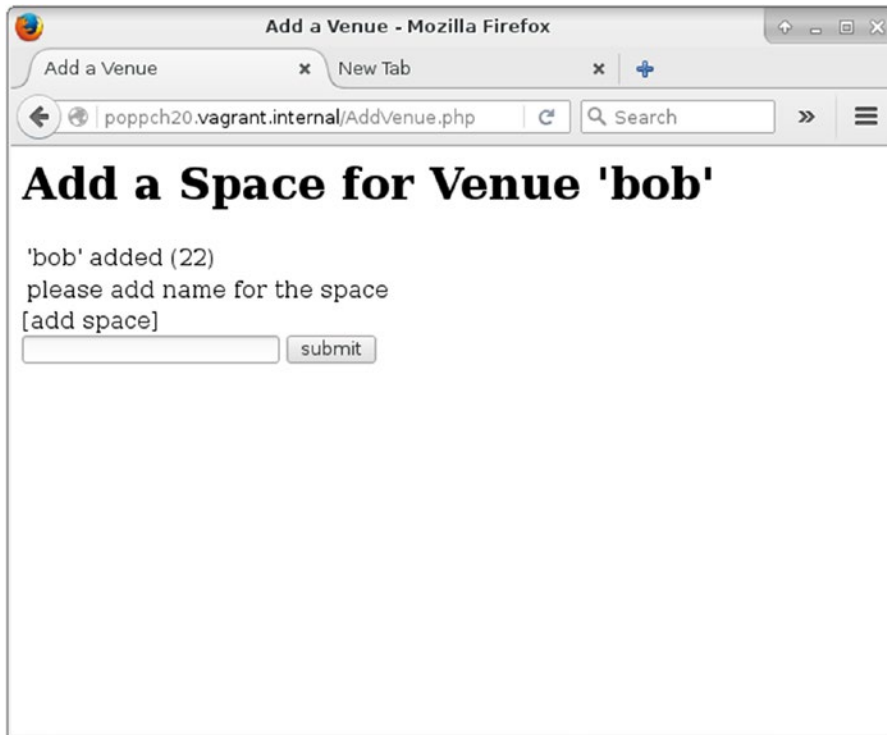 Add a Venue - Mozilla Firefox
Add a Venue New Tab
poppch20.vagrant.internal/AddVenue.php Search
Add a Space for Venue 'bob'
'bob' added (22)
please add name for the space
[add space]
submit